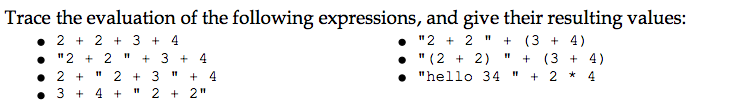 Trace the evaluation of the following expressions, and give their resulting values:
• 2 + 2 + 3 + 4
• "2 + 2 " + 3 + 4
• 2 + " 2 + 3 " + 4
• 3 + 4 + " 2 + 2"
• "2 + 2 " + (3 + 4)
• "(2 + 2) " + (3 + 4)
• "hello 34 " + 2 * 4